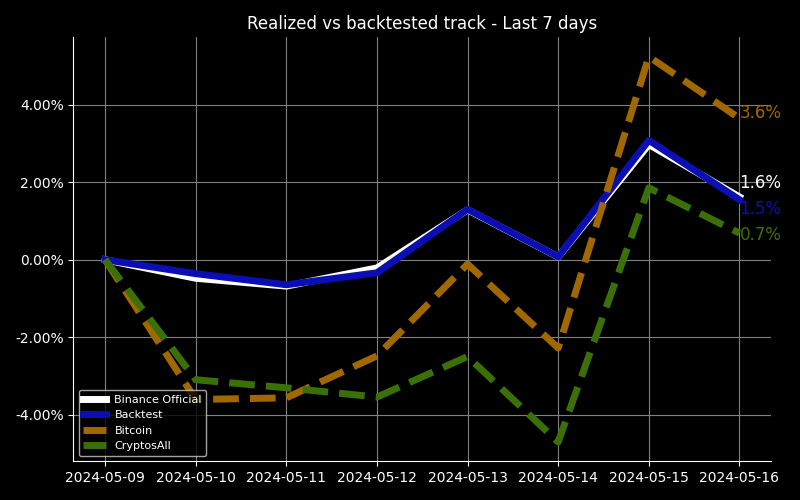 Realized vs backtested track - Last 7 days
4.00%
2.00%
0.00%
-2.00%
-4.00%
3.6%
1.6%
1.5%
0.7%
Binance Official
Backtest
Bitcoin
CryptosAll
2024-05-09 2024-05-10 2024-05-11 2024-05-12 2024-05-13 2024-05-14 2024-05-15 2024-05-16